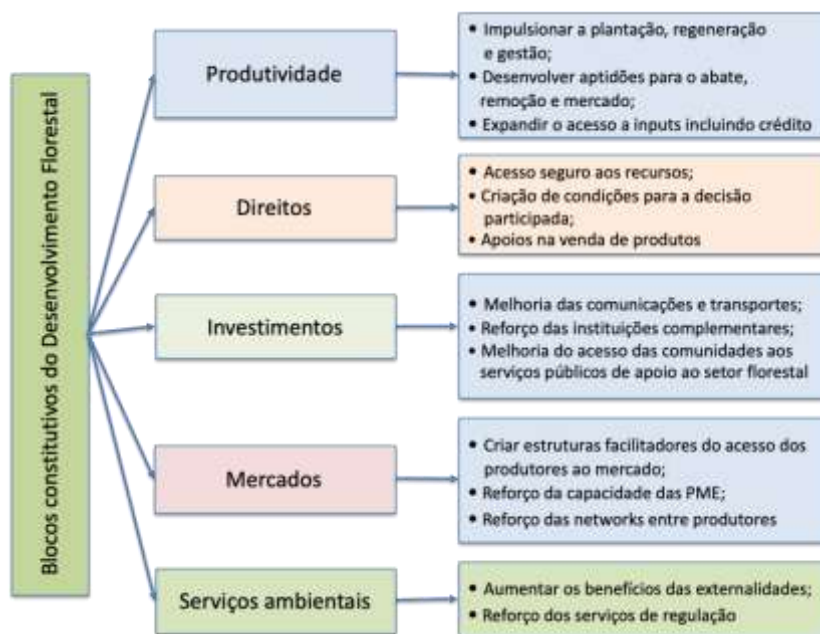 Blocos constitutivos do Desenvolvimento Florestal
Produtividade
• Impulsionar a plantação, regeneração
e gestão;
• Desenvolver aptidões para o abate,
remoção e mercado;
• Expandir o acesso a inputs incluindo crédito
Direitos
• Acesso seguro aos recursos;
• Criação de condições para a decisão
participada;
• Apoios na venda de produtos
Investimentos
• Melhoria das comunicações e transportes;
• Reforço das instituições complementares;
• Melhoria do acesso das comunidades aos
serviços públicos de apoio ao setor florestal
Mercados
• Criar estruturas facilitadores do acesso dos
produtores ao mercado;
• Reforço da capacidade das PME;
• Reforço das networks entre produtores
Serviços ambientais
• Aumentar os benefícios das externalidades;
• Reforço dos serviços de regulação